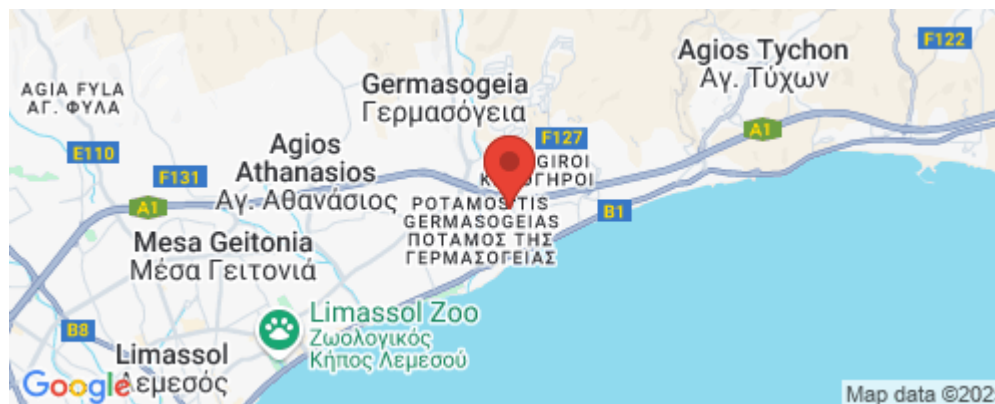 F122
Agios Tychon
Αγ. Τύχων
AGIA FYLA
ΑΓ. ΦΥΛΑ
Germasogeia
Γερμασόγεια
A1
F127
E110
Agios
Athanasios
Αγ. Αθανάσιος
F131
GIROI
ΓΗΡΟΙ
A1
POTAMOS TIS
GERMASOGEIAS
ΠΟΤΑΜΟΣ ΤΗΣ
ΓΕΡΜΑΣΟΓΕΙΑΣ
B1
Mesa Geitonia
Μέσα Γειτονιά
B8
Limassol Zoo
Ζωολογικός
Κήπος Λεμεσού
Limassol
Λεμεσός
Google
Map data ©202